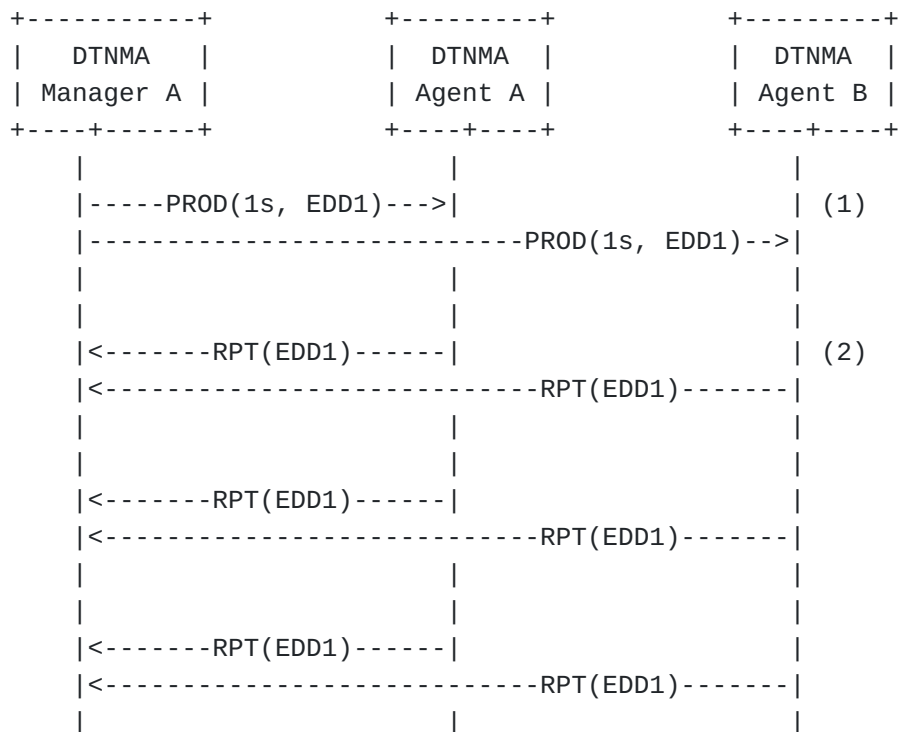 +-----------+           +---------+           +---------+
|   DTNMA   |           |  DTNMA  |           |  DTNMA  |
| Manager A |           | Agent A |           | Agent B |
+----+------+           +----+----+           +----+----+
    |                       |                     |
    |-----PROD(1s, EDD1)--->|                     | (1)
    |----------------------------PROD(1s, EDD1)-->|
    |                       |                     |
    |                       |                     |
    |<-------RPT(EDD1)------|                     | (2)
    |<----------------------------RPT(EDD1)-------|
    |                       |                     |
    |                       |                     |
    |<-------RPT(EDD1)------|                     |
    |<----------------------------RPT(EDD1)-------|
    |                       |                     |
    |                       |                     |
    |<-------RPT(EDD1)------|                     |
    |<----------------------------RPT(EDD1)-------|
    |                       |                     |